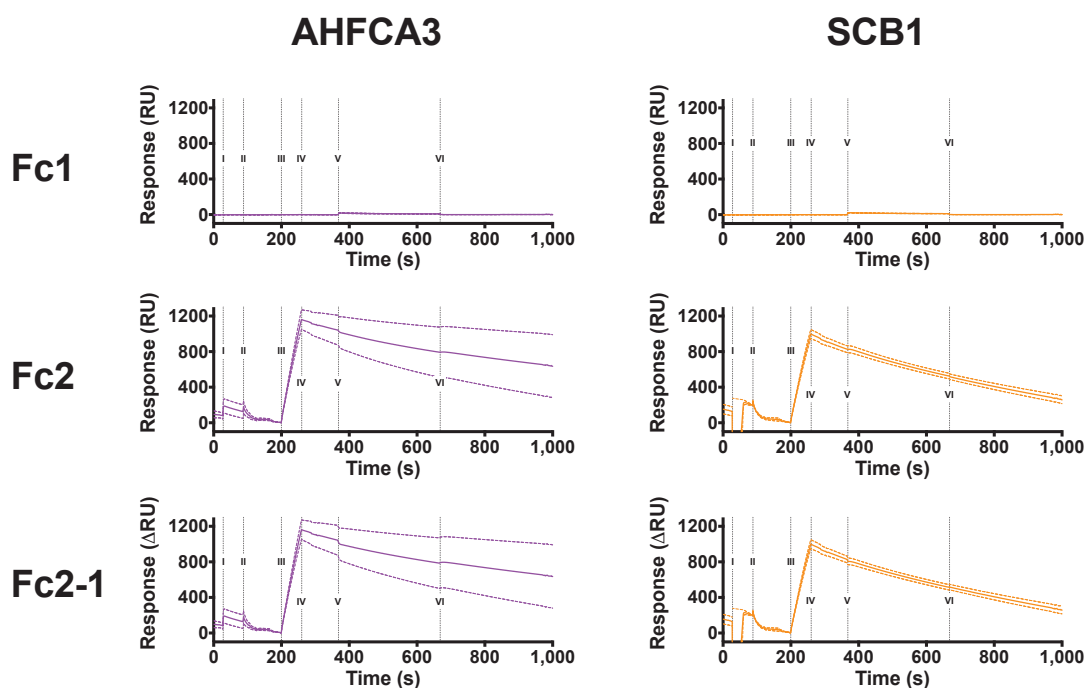 AHFCA3 SCB1
Fc1
Response (RU)
1200
800
400
0
I II III IV V VI
0 200 400 600 800 1,000
Time (s)
Response (RU)
1200
800
400
0
I II III IV V VI
0 200 400 600 800 1,000
Time (s)
Fc2
Response (RU)
1200
800
400
0
I II III
IV V VI
0 200 400 600 800 1,000
Time (s)
Response (RU)
1200
800
400
0
I II III
IV V VI
0 200 400 600 800 1,000
Time (s)
Fc2-1
Response (ΔRU)
1200
800
400
0
I II III
IV V VI
0 200 400 600 800 1,000
Time (s)
Response (ΔRU)
1200
800
400
0
I II III
IV V VI
0 200 400 600 800 1,000
Time (s)